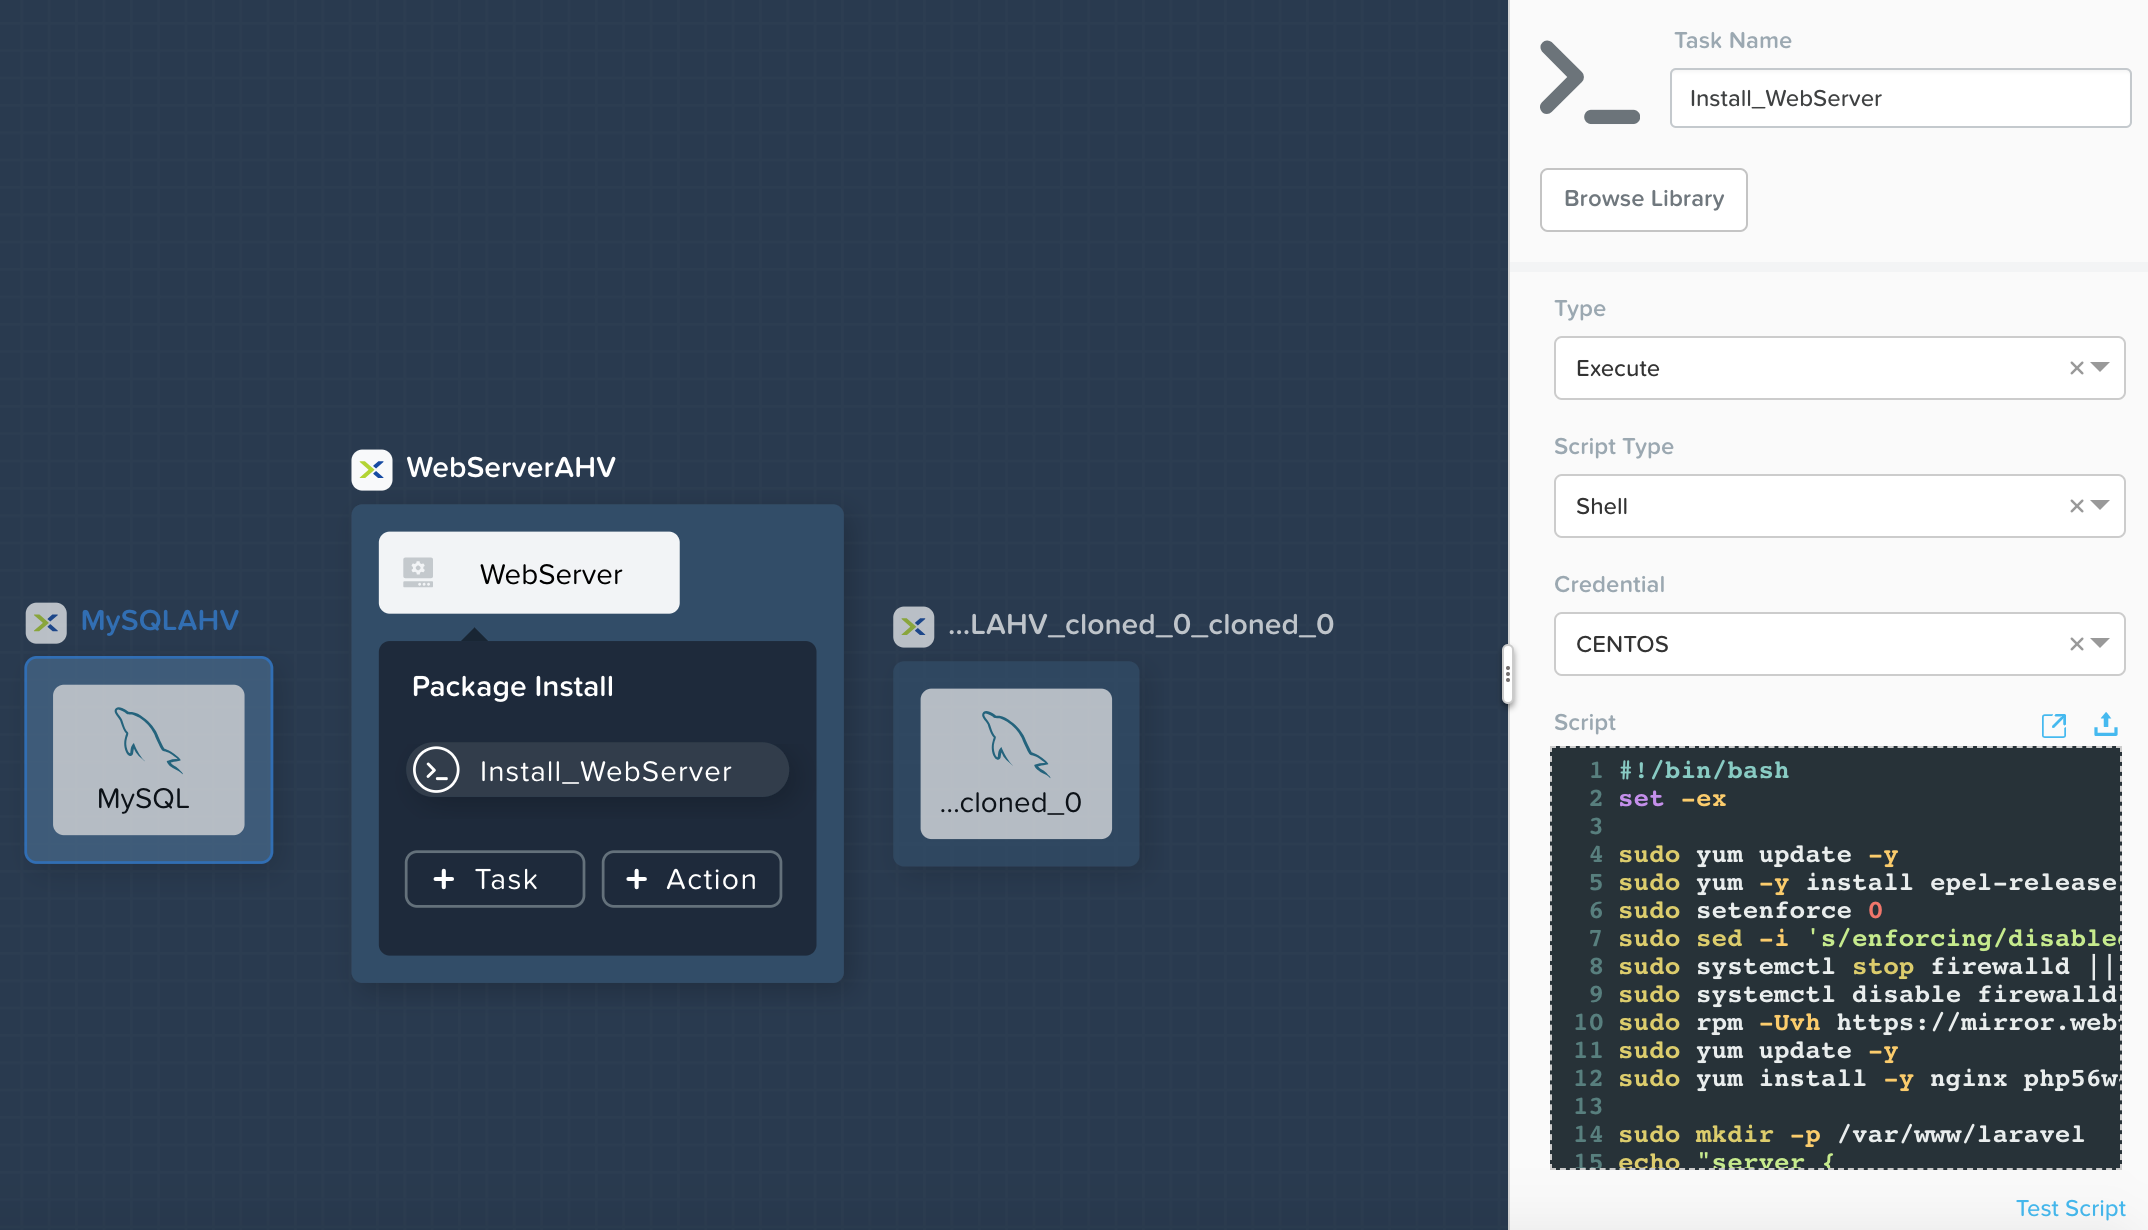 WebServerAHV
WebServer
MySQLAHV
MySQL
Package Install
Install_WebServer
+ Task
+ Action
...LAHV_cloned_0_cloned_0
...cloned_0
Task Name
Install_WebServer
Browse Library
Type
Execute
Script Type
Shell
Credential
CENTOS
Script
1 #!/bin/bash
2 set -ex
3
4 sudo yum update -y
5 sudo yum -y install epel-release
6 sudo setenforce 0
7 sudo sed -i 's/enforcing/disable
8 sudo systemctl stop firewalld ||
9 sudo systemctl disable firewalld
10 sudo rpm -Uvh https://mirror.web
11 sudo yum update -y
12 sudo yum install -y nginx php56w
13
14 sudo mkdir -p /var/www/laravel
15 echo "server {
Test Script